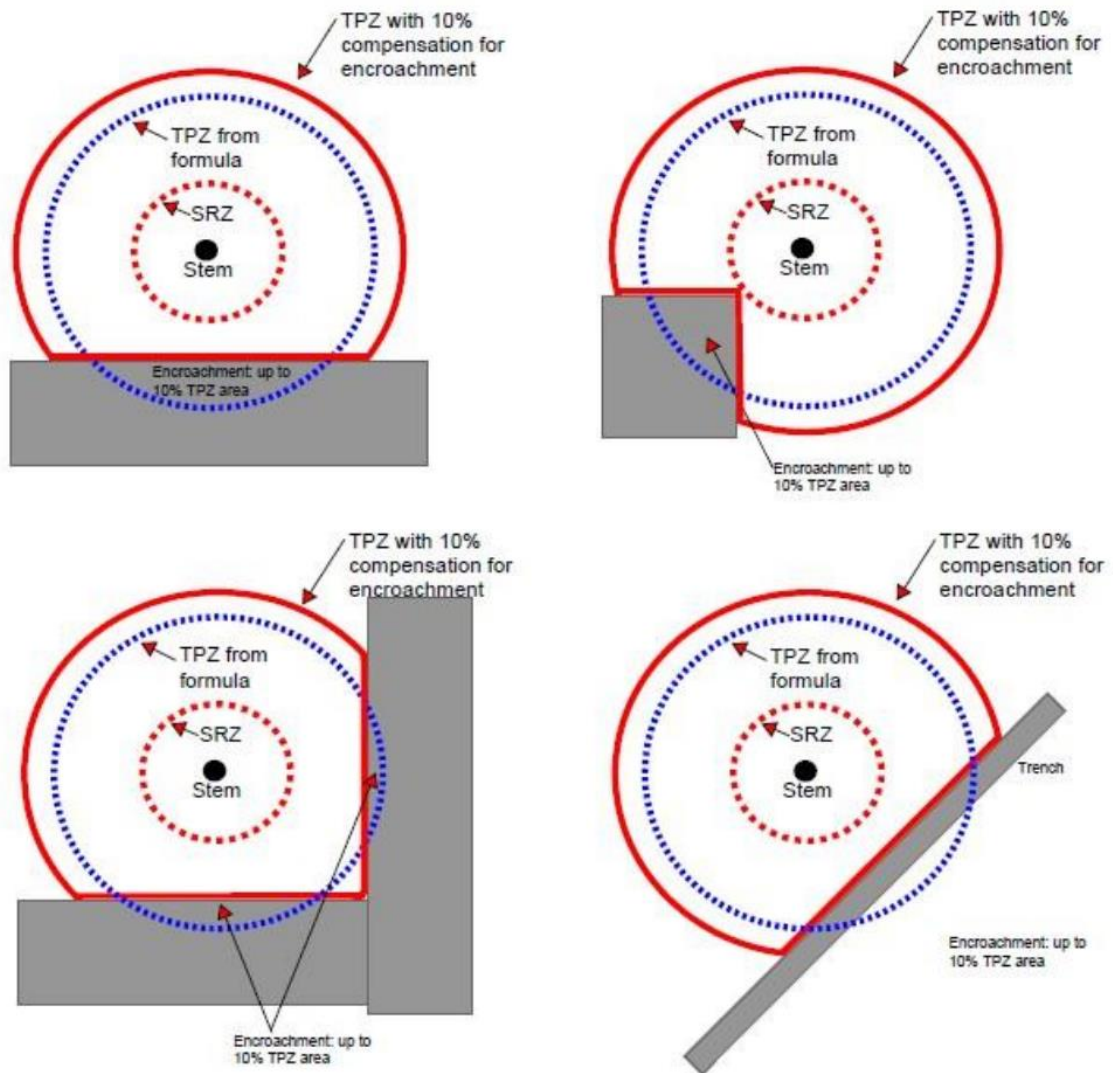 TPZ with 10%
compensation for
encroachment
TPZ from
formula
SRZ
Stem
Encroachment: up to
10% TPZ area
TPZ with 10%
compensation for
encroachment
TPZ from
formula
SRZ
Stem
Encroachment: up to
10% TPZ area
TPZ with 10%
compensation for
encroachment
TPZ from
formula
SRZ
Stem
Encroachment: up to
10% TPZ area
TPZ with 10%
compensation for
encroachment
TPZ from
formula
SRZ
Stem
Trench
Encroachment: up to
10% TPZ area